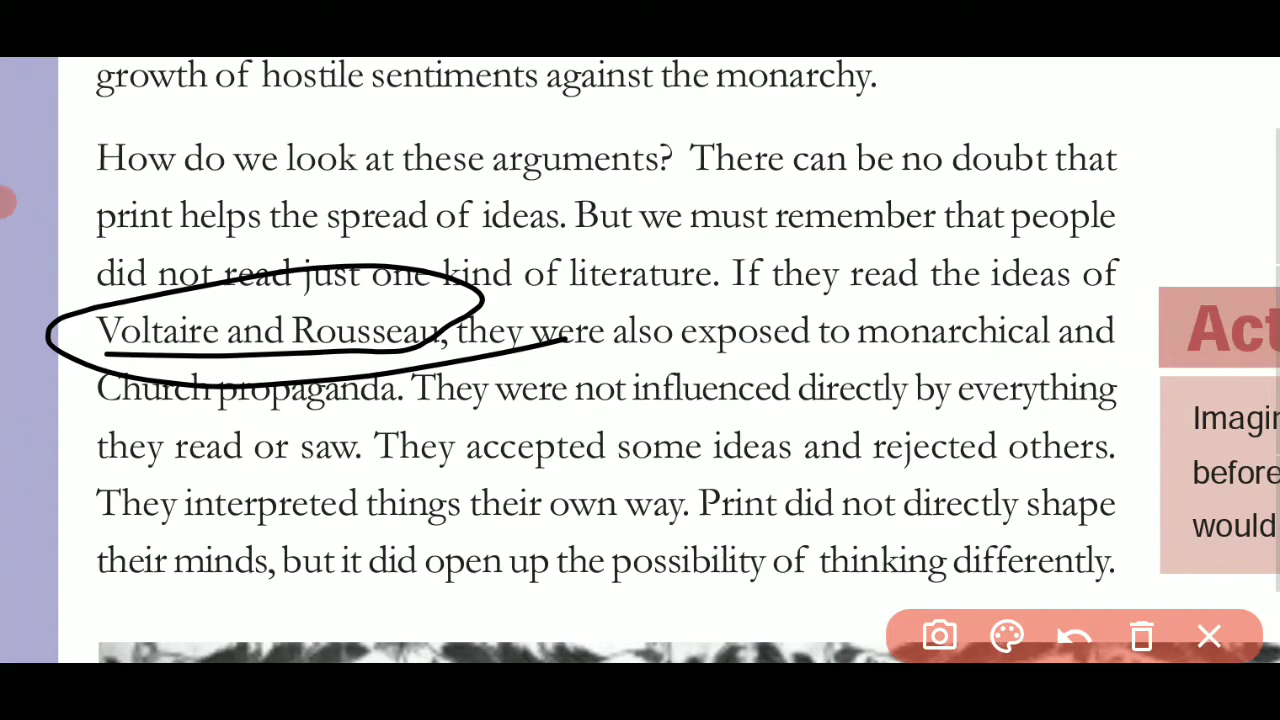 growth of hostile sentiments against the monarchy.
How do we look at these arguments? There can be no doubt that
print helps the spread of ideas. But we must remember that people
did not read just one kind of literature. If they read the ideas of
Voltaire and Rousseau, they were also exposed to monarchical and
Church propaganda. They were not influenced directly by everything
they read or saw. They accepted some ideas and rejected others.
They interpreted things their own way. Print did not directly shape
their minds, but it did open up the possibility of thinking differently.
Act
Imagin
before
would